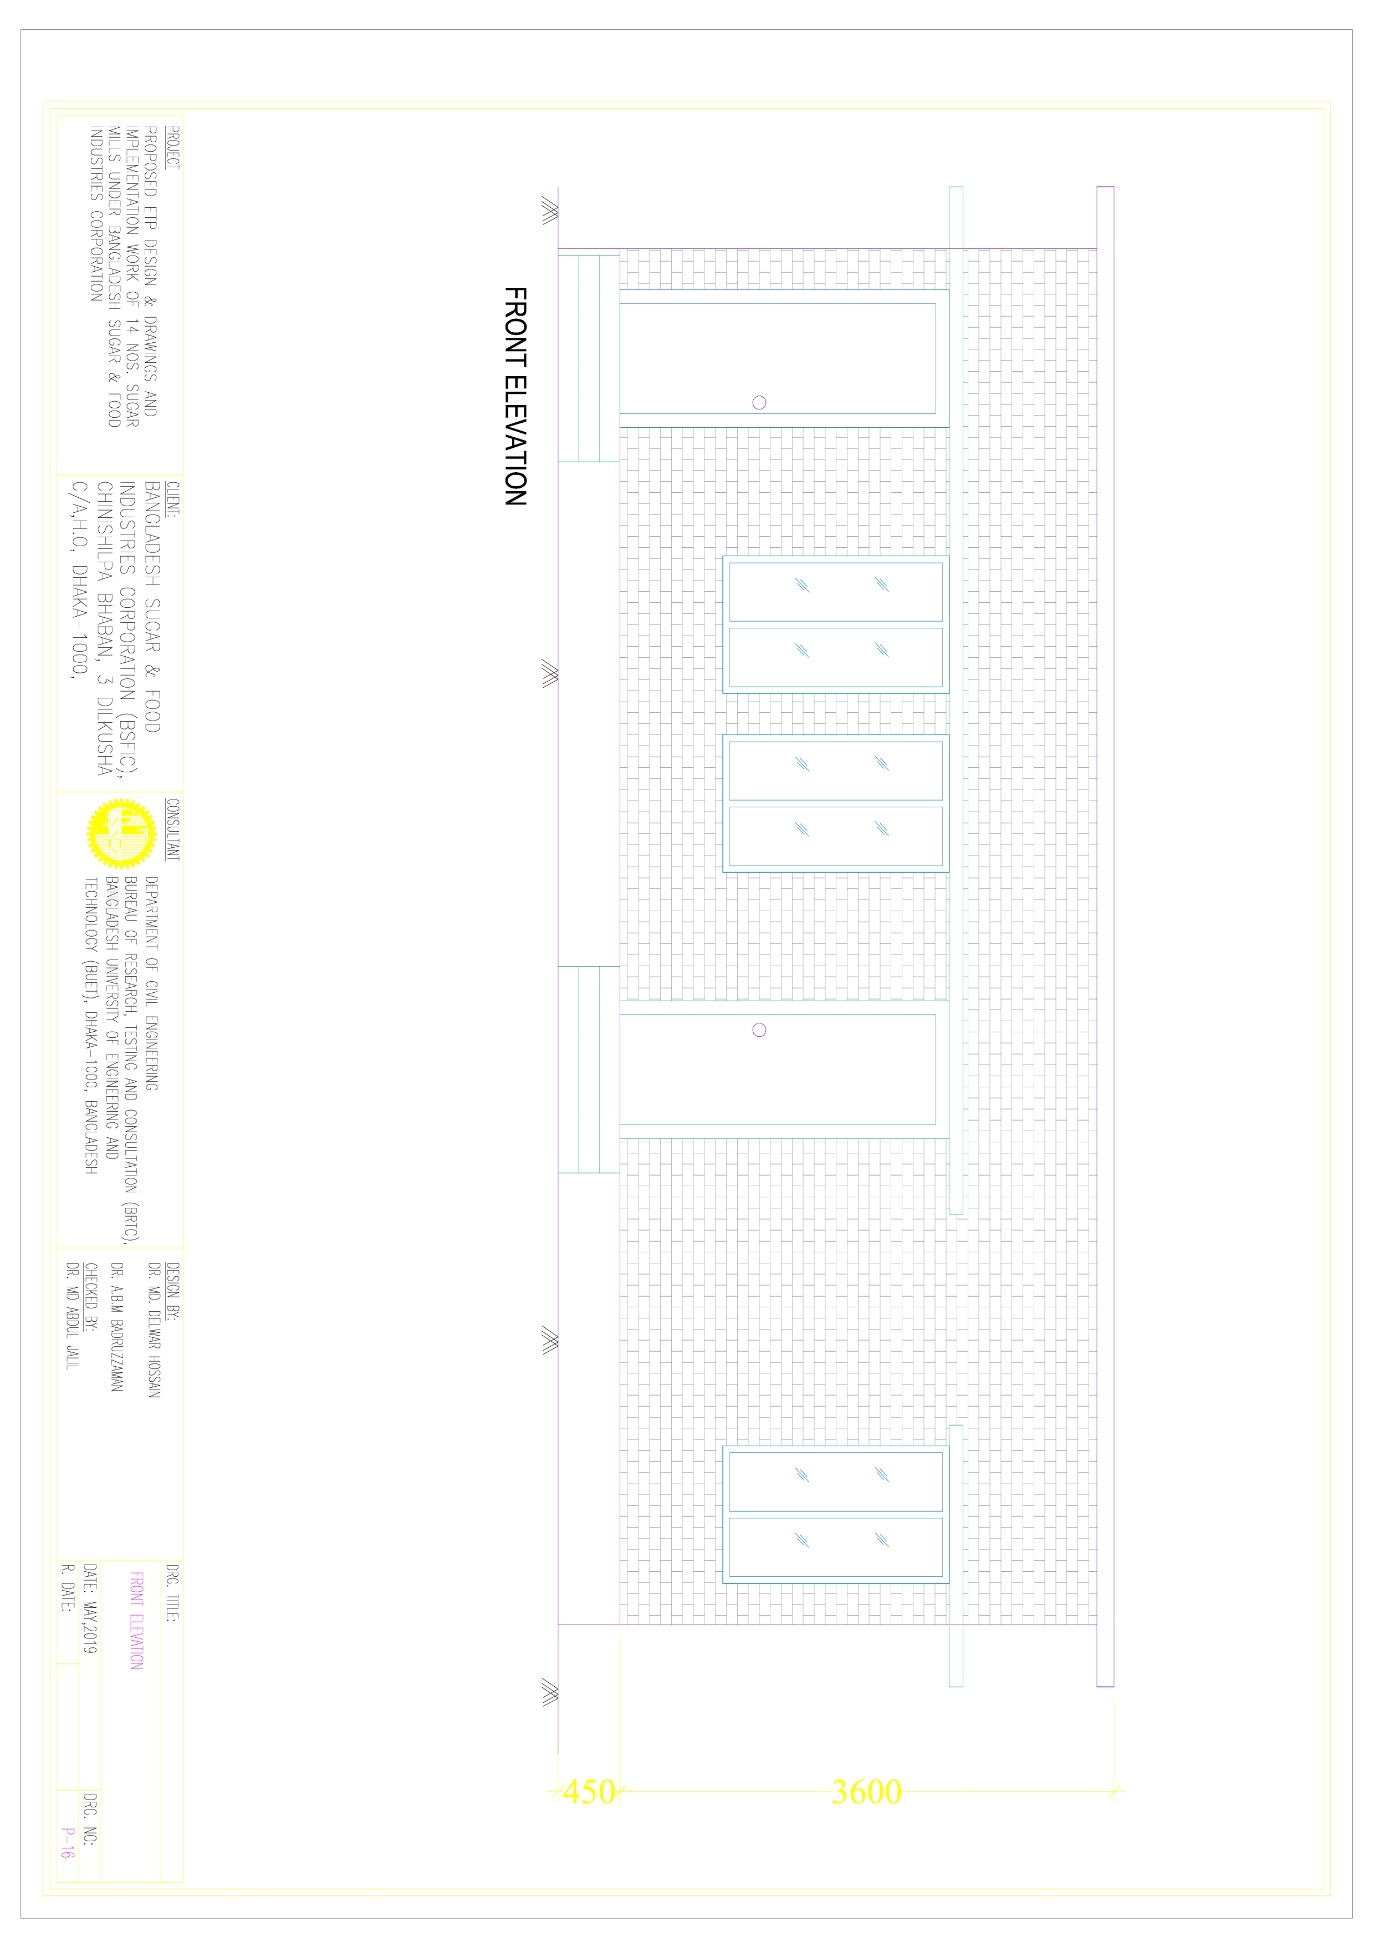 FRONT ELEVATION
450
3600
PROJECT
PROPOSED ETP DESIGN & DRAWINGS AND
IMPLEMENTATION WORK OF 14 NOS. SUGAR
MILLS UNDER BANGLADESH SUGAR & FOOD
INDUSTRIES CORPORATION
CLIENT:
BANGLADESH SUGAR & FOOD
INDUSTRIES CORPORATION (BSFIC),
CHINISHILPA BHABAN, 3 DILKUSHA
C/A,H.O, DHAKA-1000,
CONSULTANT
DEPARTMENT OF CIVIL ENGINEERING
BUREAU OF RESEARCH, TESTING AND CONSULTATION (BRTC),
BANGLADESH UNIVERSITY OF ENGINEERING AND
TECHNOLOGY (BUET), DHAKA-1000, BANGLADESH
DESIGN BY:
DR. MD. DELWAR HOSSAIN
DR. A.B.M BADRUZZAMAN
CHECKED BY:
DR. MD ABDUL JALIL
DRG. TITLE:
FRONT ELEVATION
DATE: MAY,2019
R. DATE:
DRG. NO:
P-16